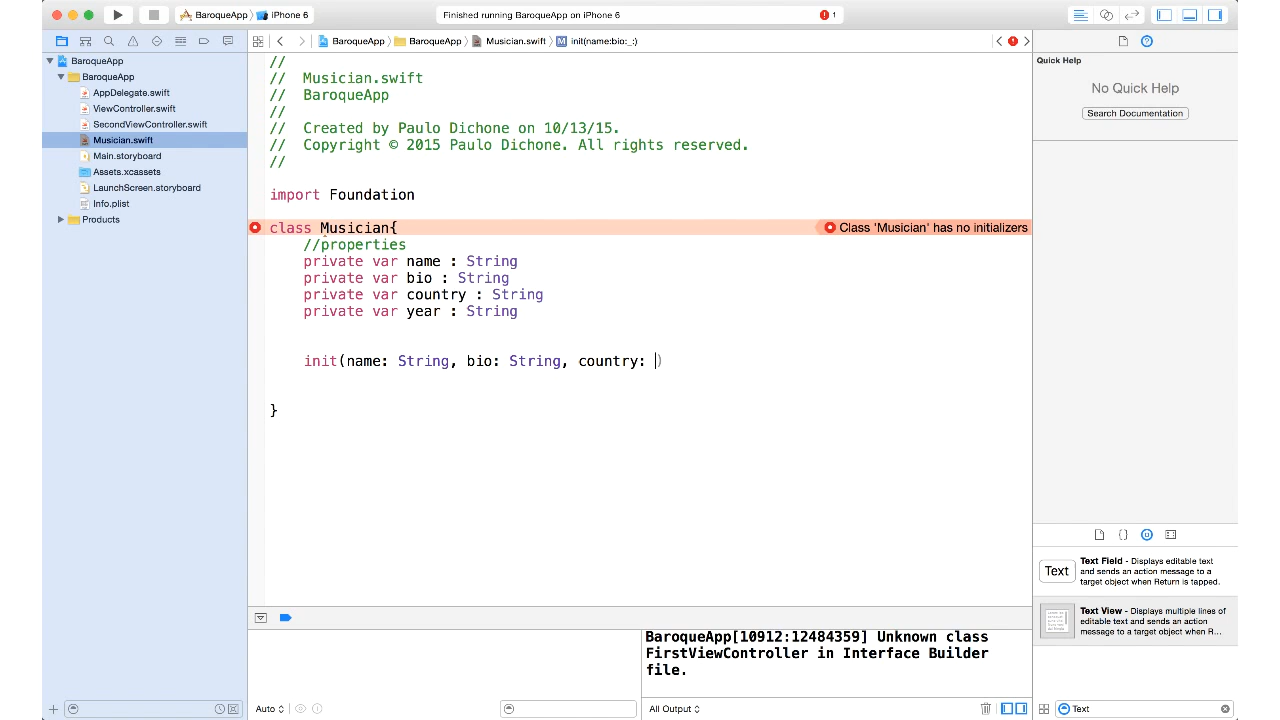 BaroqueApp 〉 iPhone 6
Finished running BaroqueApp on iPhone 6
1
BaroqueApp 〉 BaroqueApp 〉 Musician.swift 〉 M init(name:bio:_:)
BaroqueApp
BaroqueApp
AppDelegate.swift
ViewController.swift
SecondViewController.swift
Musician.swift
Main.storyboard
Assets.xcassets
LaunchScreen.storyboard
Info.plist
Products
//
// Musician.swift
// BaroqueApp
//
// Created by Paulo Dichone on 10/13/15.
// Copyright © 2015 Paulo Dichone. All rights reserved.
//
import Foundation
class Musician{
Class 'Musician' has no initializers
//properties
private var name : String
private var bio : String
private var country : String
private var year : String
init(name: String, bio: String, country: )
}
Quick Help
No Quick Help
Search Documentation
Text
Text Field - Displays editable text
and sends an action message to a
target object when Return is tapped.
Text View - Displays multiple lines of
editable text and sends an action
message to a target object when R...
BaroqueApp[10912:12484359] Unknown class
FirstViewController in Interface Builder
file.
Auto
All Output
Text